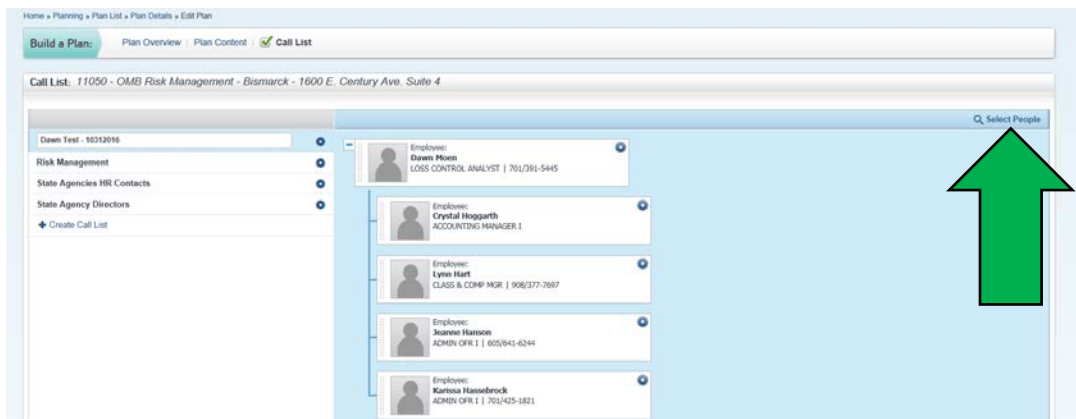 Home » Planning » Plan List » Plan Details » Edit Plan
Build a Plan: Plan Overview | Plan Content | Call List
Call List: 11050 - OMB Risk Management - Bismarck - 1600 E. Century Ave. Suite 4
Select People
Dawn Test - 10312016
Risk Management
State Agencies HR Contacts
State Agency Directors
Create Call List
Employee:
Dawn Moen
LOSS CONTROL ANALYST | 701/391-5445
Employee:
Crystal Hoggarth
ACCOUNTING MANAGER I
Employee:
Lynn Hart
CLASS & COMP MGR | 908/377-7697
Employee:
Jeanne Hanson
ADMIN OFR I | 605/641-6244
Employee:
Karissa Hassebrock
ADMIN OFR I | 701/425-1821